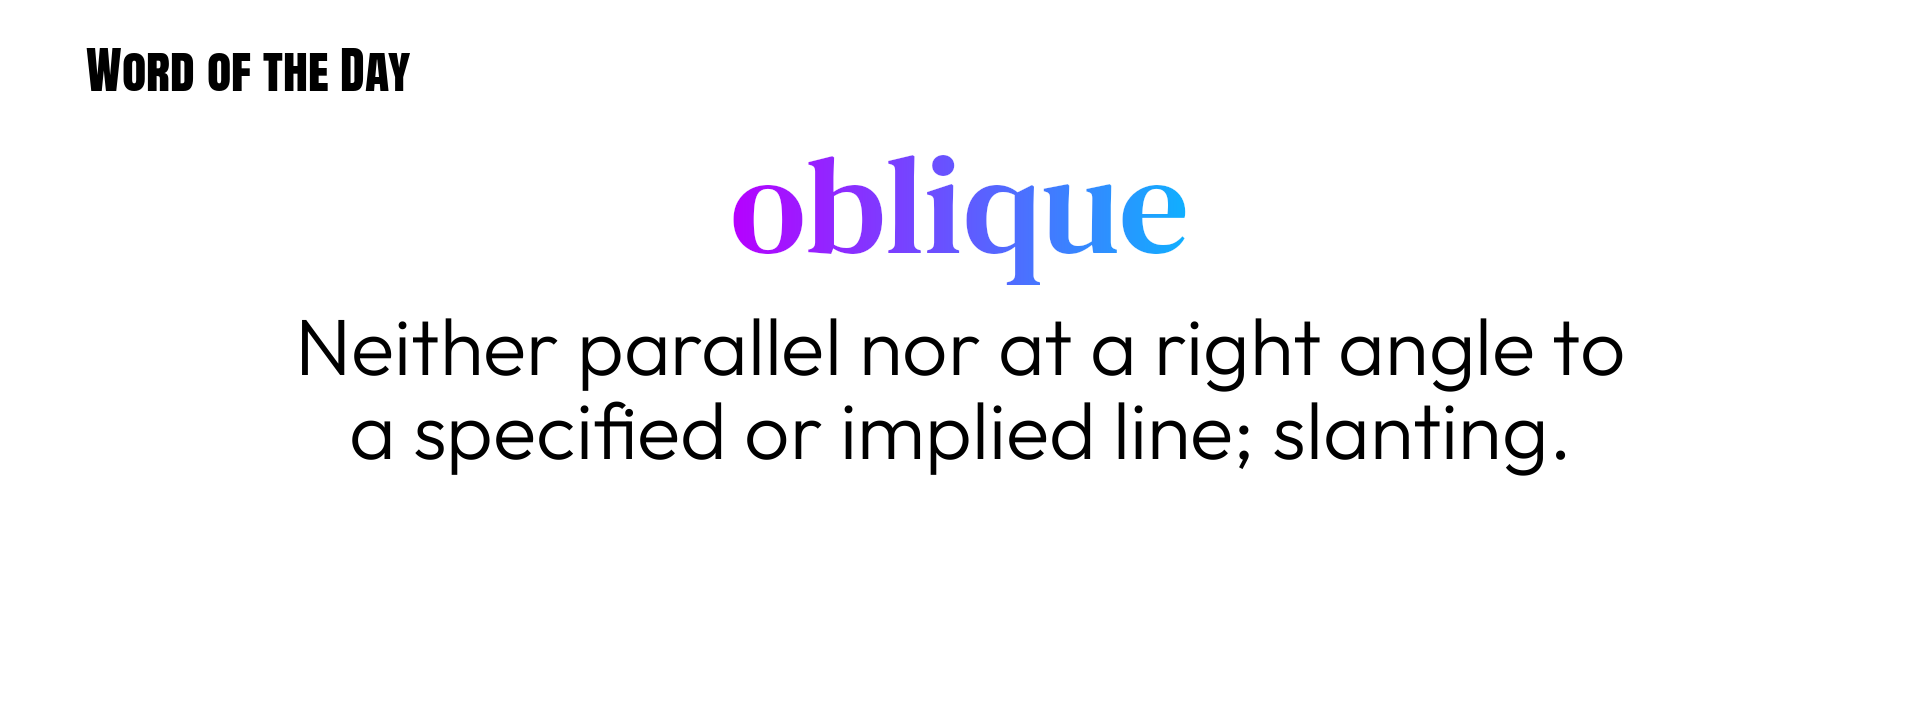 Word of the Day
oblique
Neither parallel nor at a right angle to
a specified or implied line; slanting.